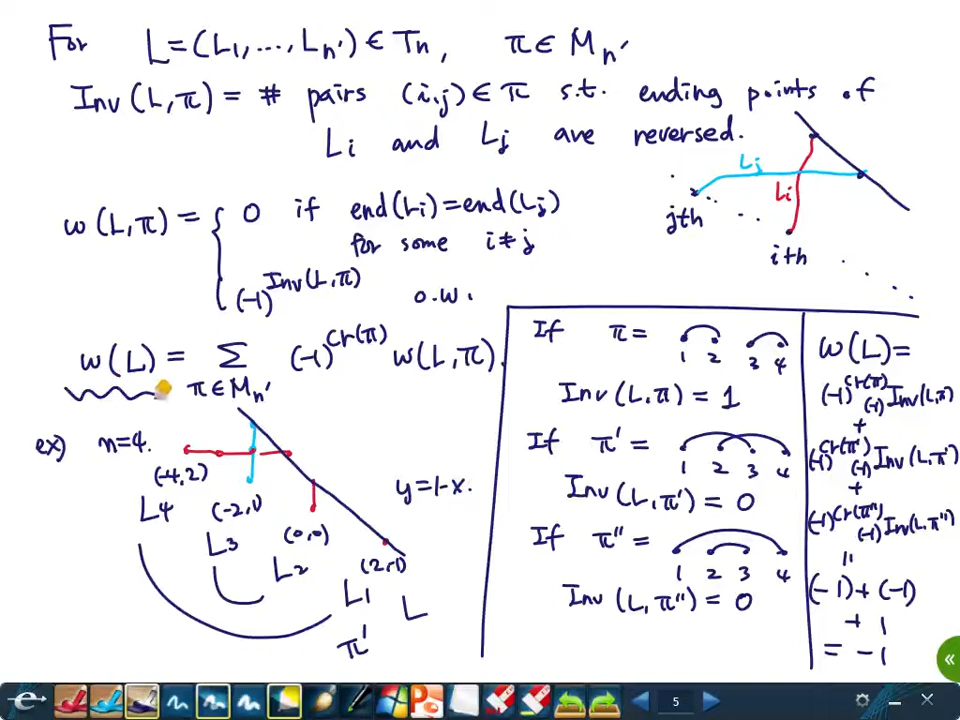 For L=(L1,...,Ln') ∈ Tn, π ∈ Mn'
Inv(L,π) = # pairs (i.j) ∈ π s.t. ending points of
Li and Lj are reversed.
Lj
Li
jth
ith
w(L,π) = { 0 if end(Li)=end(Lj)
for some i≠j
(-1)^Inv(L,π) o.w.
w(L) = Σ (-1)^Cr(π) w(L,π).
π∈Mn'
ex) n=4.
(-4,2)
L4
(-2,1)
L3
(0,0)
L2
(2,-1)
L1
L
π'
y=1-x.
If π=
1 2 3 4
Inv(L.π) = 1
If π' =
1 2 3 4
Inv(L,π') = 0
If π'' =
1 2 3 4
Inv(L,π'') = 0
w(L)=
(-1)^Cr(π) (-1)^Inv(L,π)
+
(-1)^Cr(π') (-1)^Inv(L,π')
+
(-1)^Cr(π'') (-1)^Inv(L,π'')
=
(-1)+(-1)
+ 1
= -1
5